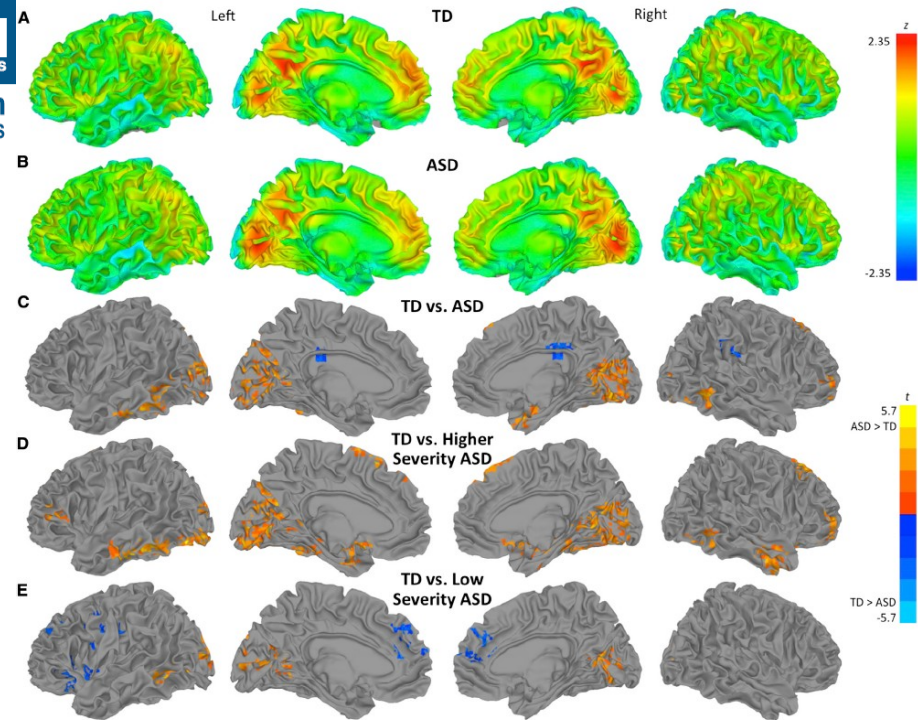 A
Left
TD
Right
z
2.35
s
B
ASD
-2.35
C
TD vs. ASD
t
5.7
ASD > TD
D
TD vs. Higher
Severity ASD
E
TD vs. Low
Severity ASD
TD > ASD
-5.7